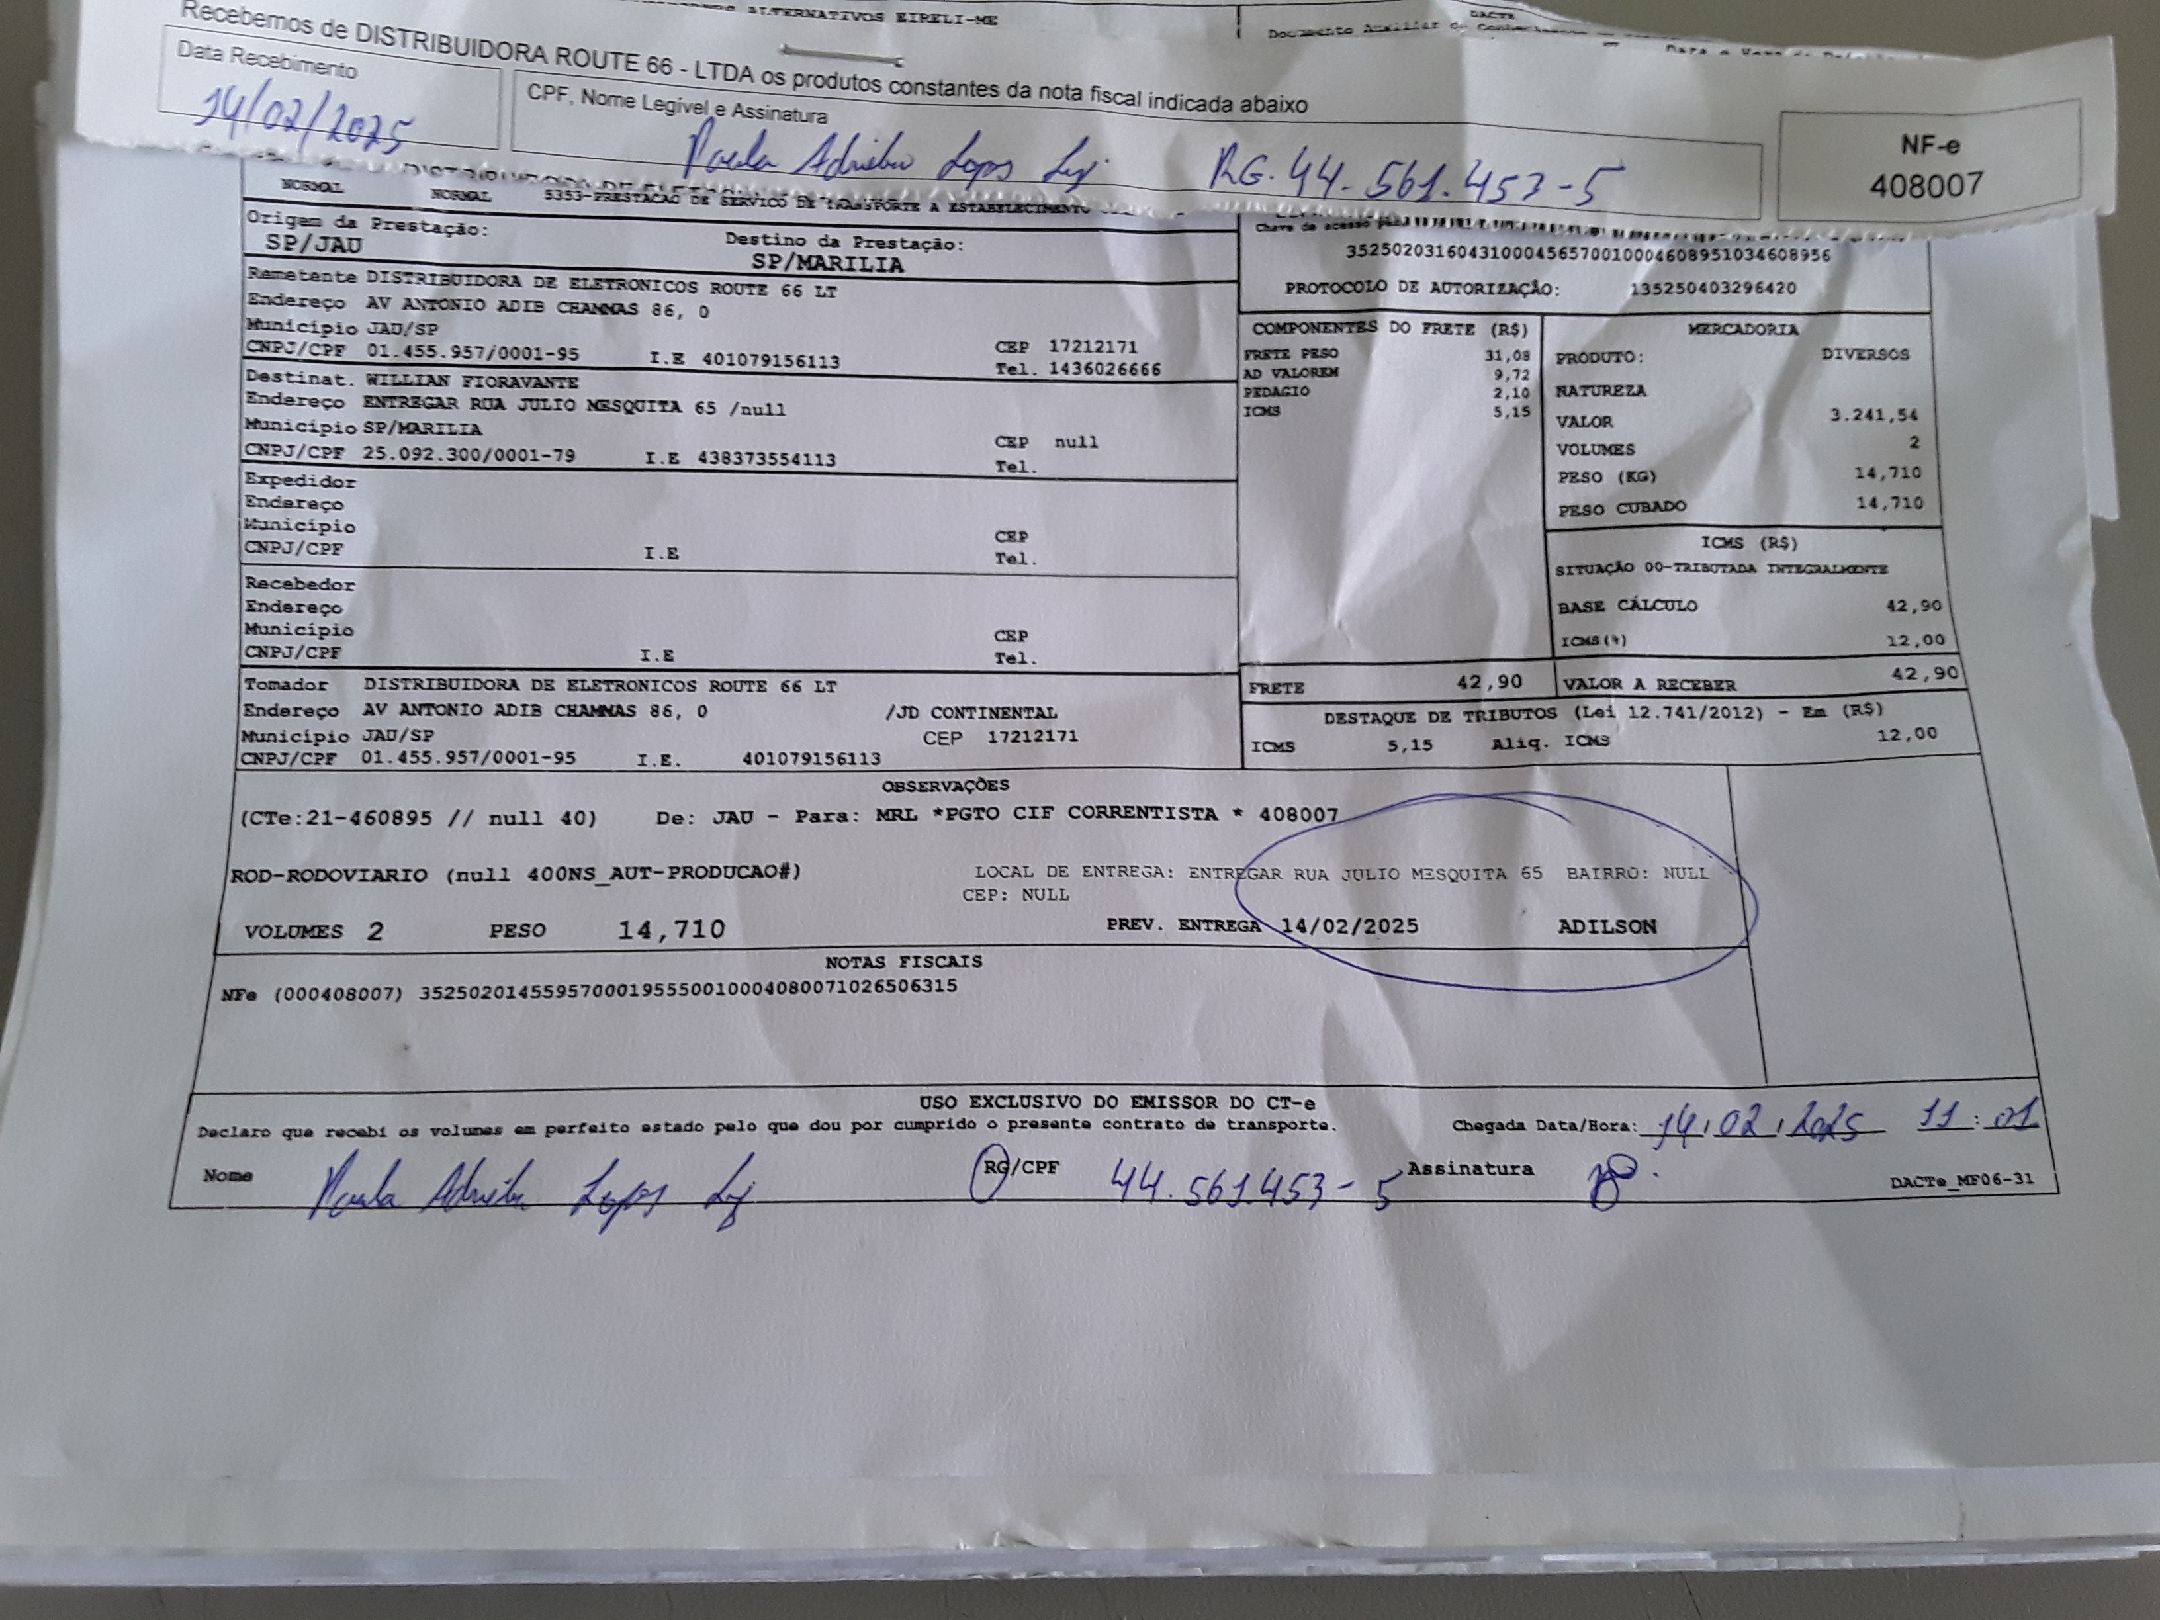 ALTERNATIVOS EIRELI-ME
DACTE
Documento Auxiliar
Recebemos de DISTRIBUIDORA ROUTE 66 - LTDA os produtos constantes da nota fiscal indicada abaixo
Data Recebimento
14/02/2025
CPF, Nome Legível e Assinatura
Paula Lopes RG. 44.561.453-5
NF-e
408007
NORMAL NORMAL 5353-PRESTACAO DE SERVICO DE TRANSPORTE A ESTABELECIMENTO
Chave de acesso
Origem da Prestação:
SP/JAU
Destino da Prestação:
SP/MARILIA
35250203160431000456570010004608951034608956
PROTOCOLO DE AUTORIZAÇÃO: 135250403296420
Remetente DISTRIBUIDORA DE ELETRONICOS ROUTE 66 LT
Endereço AV ANTONIO ADIB CHAMMAS 86, 0
Município JAU/SP CEP 17212171
CNPJ/CPF 01.455.957/0001-95 I.E 401079156113 Tel. 1436026666
Destinat. WILLIAN FIORAVANTE
Endereço ENTREGAR RUA JULIO MESQUITA 65 /null
Município SP/MARILIA CEP null
CNPJ/CPF 25.092.300/0001-79 I.E 438373554113 Tel.
Expedidor
Endereço
Município CEP
CNPJ/CPF I.E Tel.
Recebedor
Endereço
Município CEP
CNPJ/CPF I.E Tel.
Tomador DISTRIBUIDORA DE ELETRONICOS ROUTE 66 LT
Endereço AV ANTONIO ADIB CHAMMAS 86, 0 /JD CONTINENTAL
Município JAU/SP CEP 17212171
CNPJ/CPF 01.455.957/0001-95 I.E. 401079156113
COMPONENTES DO FRETE (R$)
FRETE PESO 31,08
AD VALOREM 9,72
PEDAGIO 2,10
ICMS 5,15
MERCADORIA
PRODUTO: DIVERSOS
NATUREZA
VALOR 3.241,54
VOLUMES 2
PESO (KG) 14,710
PESO CUBADO 14,710
ICMS (R$)
SITUAÇÃO 00-TRIBUTADA INTEGRALMENTE
BASE CÁLCULO 42,90
ICMS(%) 12,00
FRETE 42,90 VALOR A RECEBER 42,90
DESTAQUE DE TRIBUTOS (Lei 12.741/2012) - Em (R$)
ICMS 5,15 Aliq. ICMS 12,00
OBSERVAÇÕES
(CTe:21-460895 // null 40) De: JAU - Para: MRL *PGTO CIF CORRENTISTA * 408007
ROD-RODOVIARIO (null 400NS_AUT-PRODUCAO#) LOCAL DE ENTREGA: ENTREGAR RUA JULIO MESQUITA 65 BAIRRO: NULL
CEP: NULL
VOLUMES 2 PESO 14,710 PREV. ENTREGA 14/02/2025 ADILSON
NOTAS FISCAIS
NFe (000408007) 35250201455957000195550010004080071026506315
USO EXCLUSIVO DO EMISSOR DO CT-e
Declaro que recebi os volumes em perfeito estado pelo que dou por cumprido o presente contrato de transporte. Chegada Data/Hora: 14.02.2025 11:01
Nome Paula Lopes RG/CPF 44.561.453-5 Assinatura
DACTe_MF06-31